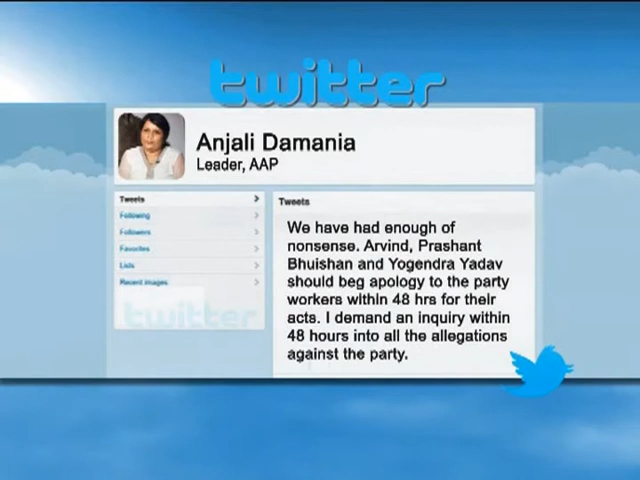 twitter
Anjali Damania
Leader, AAP
Tweets
Following
Followers
Favorites
Lists
Recent images
twitter
Tweets
We have had enough of
nonsense. Arvind, Prashant
Bhuishan and Yogendra Yadav
should beg apology to the party
workers within 48 hrs for their
acts. I demand an inquiry within
48 hours into all the allegations
against the party.